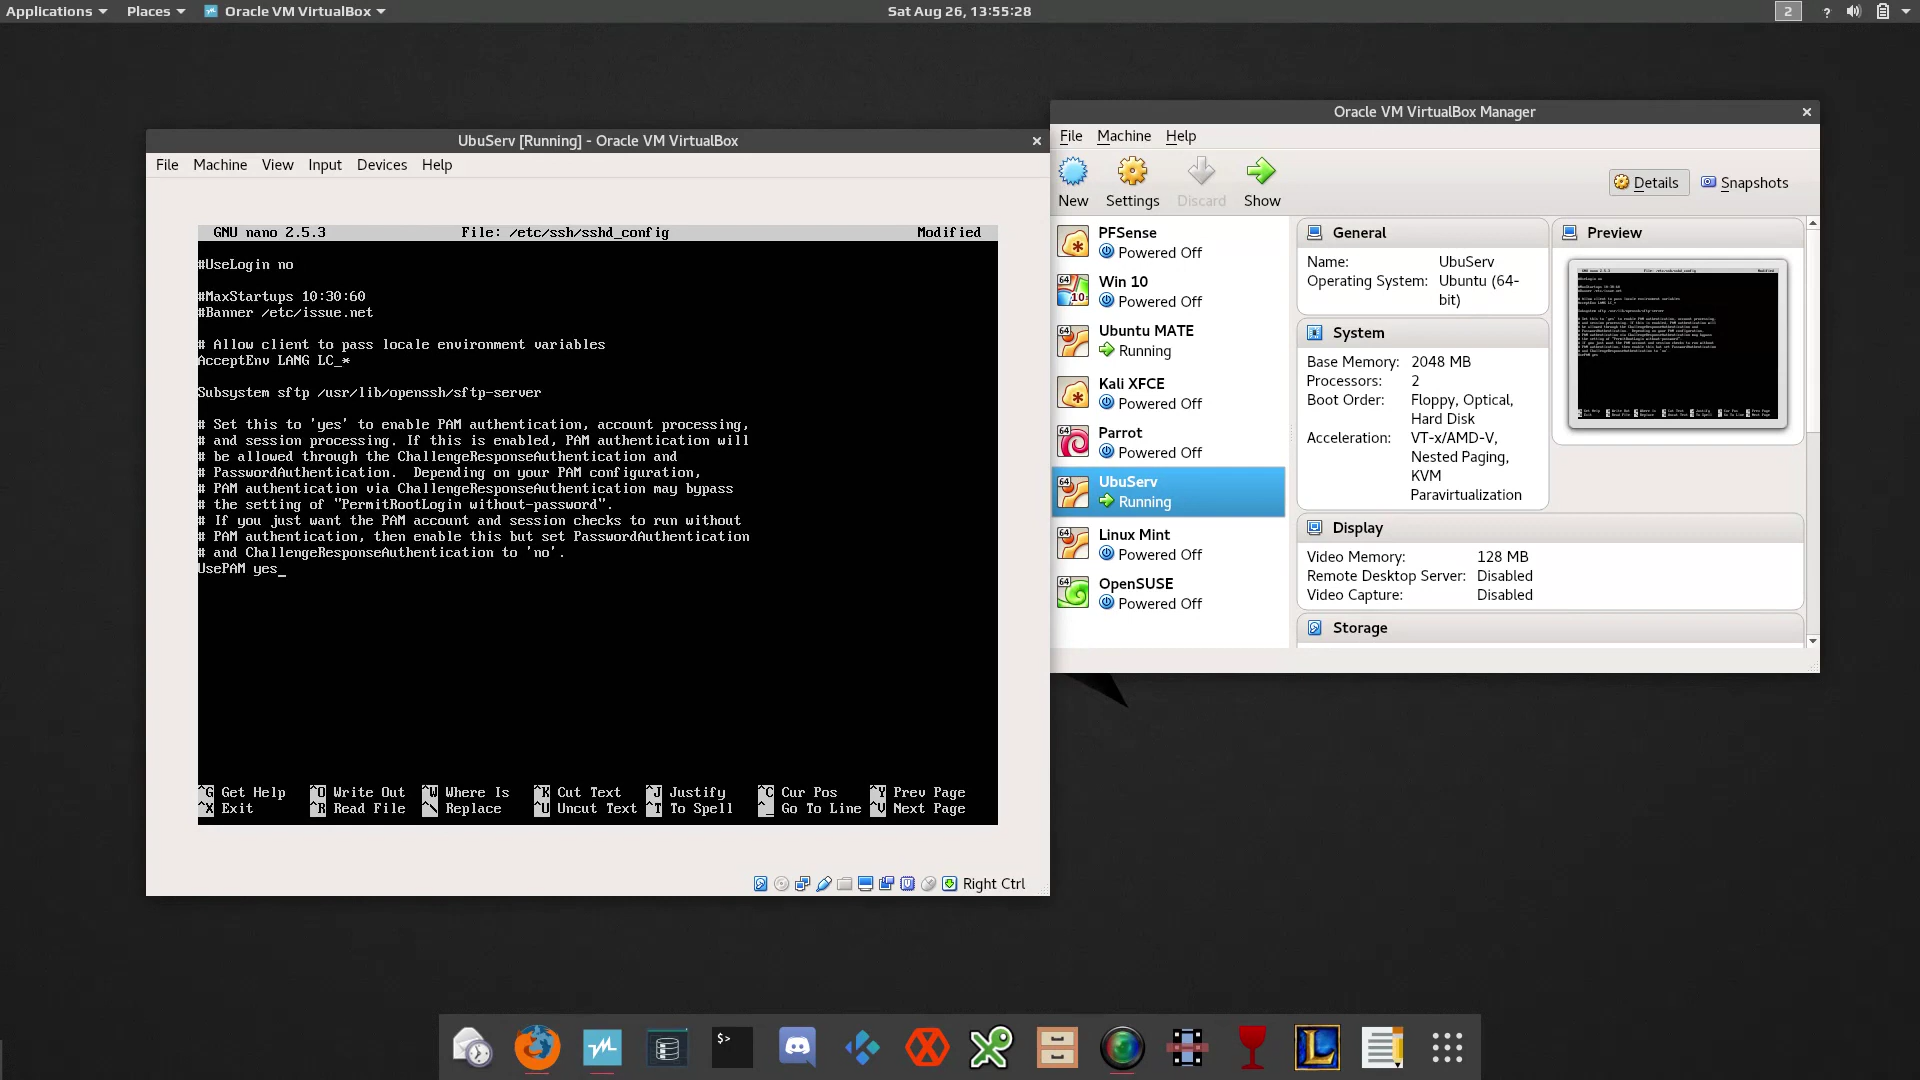 Applications Places Oracle VM VirtualBox Sat Aug 26, 13:55:28 2 ?
UbuServ [Running] - Oracle VM VirtualBox
File Machine View Input Devices Help
GNU nano 2.5.3 File: /etc/ssh/sshd_config Modified
#UseLogin no
#MaxStartups 10:30:60
#Banner /etc/issue.net
# Allow client to pass locale environment variables
AcceptEnv LANG LC_*
Subsystem sftp /usr/lib/openssh/sftp-server
# Set this to 'yes' to enable PAM authentication, account processing,
# and session processing. If this is enabled, PAM authentication will
# be allowed through the ChallengeResponseAuthentication and
# PasswordAuthentication.  Depending on your PAM configuration,
# PAM authentication via ChallengeResponseAuthentication may bypass
# the setting of "PermitRootLogin without-password".
# If you just want the PAM account and session checks to run without
# PAM authentication, then enable this but set PasswordAuthentication
# and ChallengeResponseAuthentication to 'no'.
UsePAM yes_
^G Get Help ^O Write Out ^W Where Is ^K Cut Text ^J Justify ^C Cur Pos ^Y Prev Page
^X Exit ^R Read File ^\ Replace ^U Uncut Text ^T To Spell ^_ Go To Line ^V Next Page
Right Ctrl
Oracle VM VirtualBox Manager
File Machine Help
New Settings Discard Show
Details Snapshots
PFSense
Powered Off
64 Win 10
10 Powered Off
64 Ubuntu MATE
Running
Kali XFCE
Powered Off
64 Parrot
Powered Off
64 UbuServ
Running
64 Linux Mint
Powered Off
64 OpenSUSE
Powered Off
General
Name: UbuServ
Operating System: Ubuntu (64-
bit)
System
Base Memory: 2048 MB
Processors: 2
Boot Order: Floppy, Optical,
Hard Disk
Acceleration: VT-x/AMD-V,
Nested Paging,
KVM
Paravirtualization
Preview
Display
Video Memory: 128 MB
Remote Desktop Server: Disabled
Video Capture: Disabled
Storage
$>
L